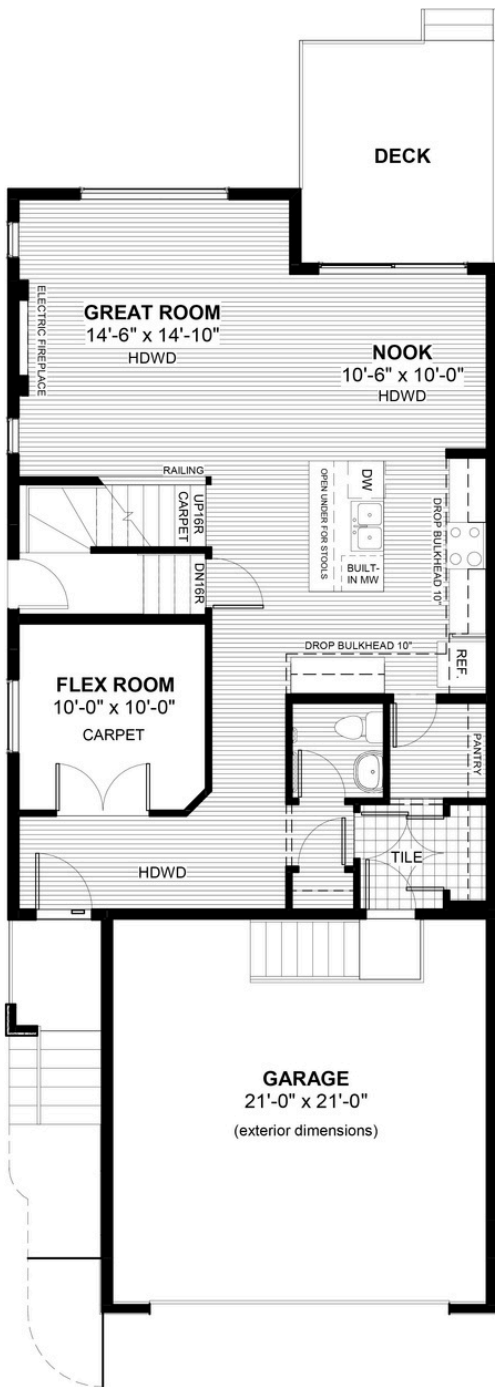 DECK
ELECTRIC FIREPLACE
GREAT ROOM
14'-6" x 14'-10"
HDWD
NOOK
10'-6" x 10'-0"
HDWD
RAILING
UP16R
CARPET
DN16R
OPEN UNDER FOR STOOLS
DW
BUILT-
IN MW
DROP BULKHEAD 10"
DROP BULKHEAD 10"
REF.
FLEX ROOM
10'-0" x 10'-0"
CARPET
PANTRY
HDWD
TILE
GARAGE
21'-0" x 21'-0"
(exterior dimensions)